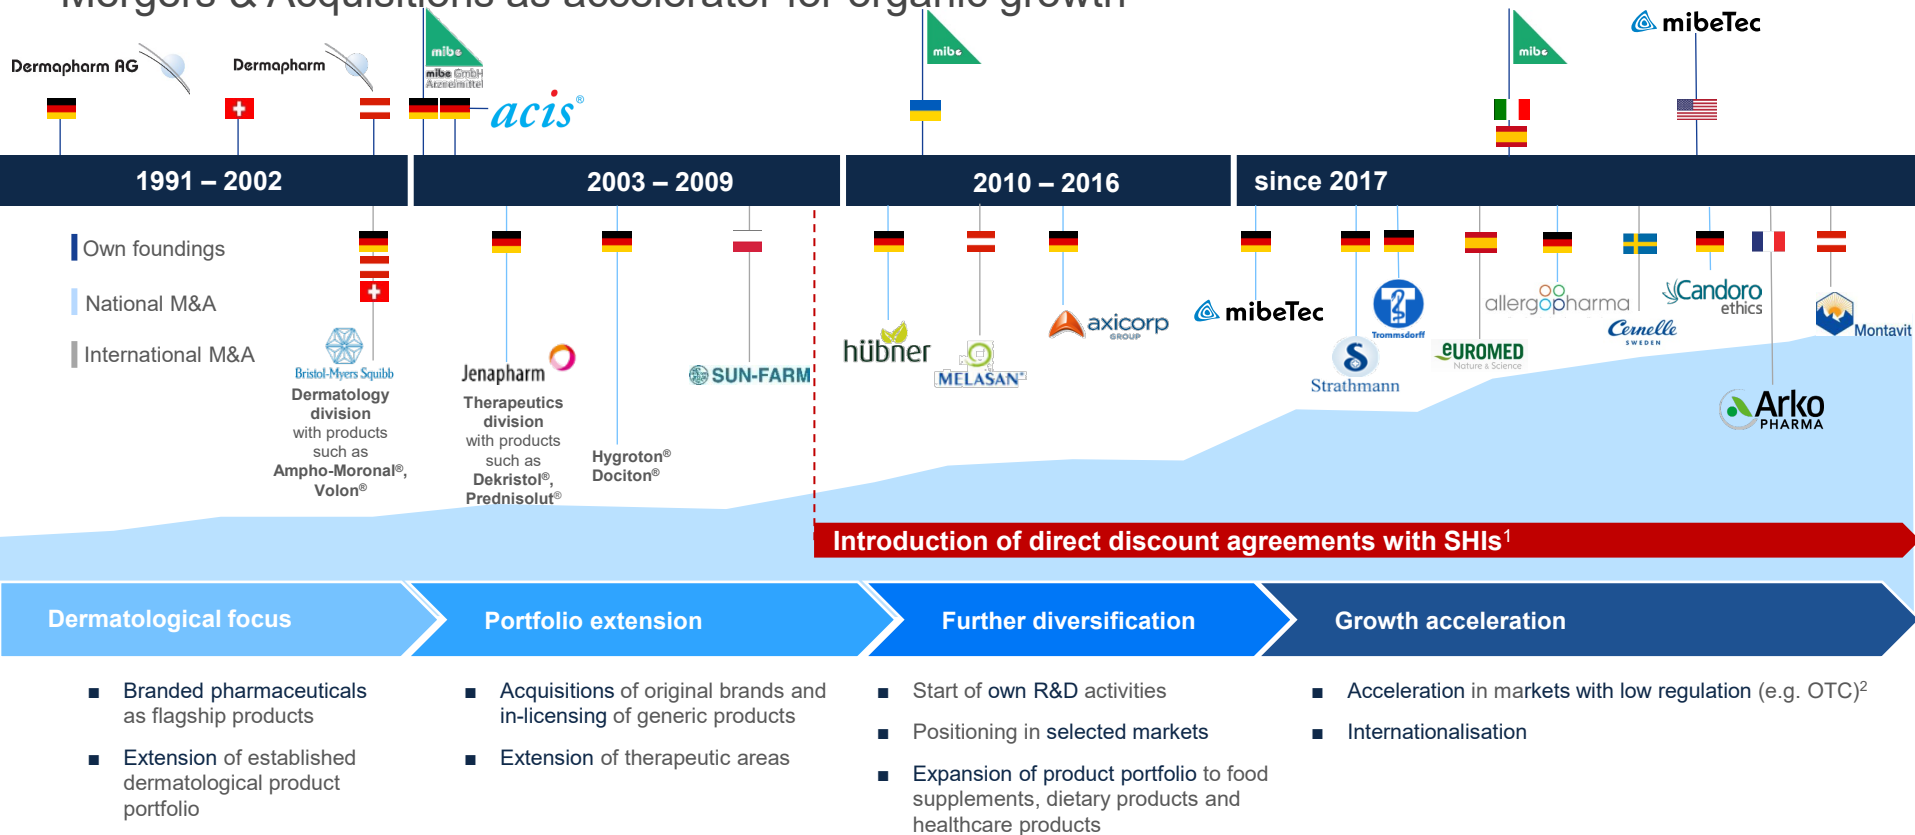 Mergers & Acquisitions as accelerator for organic growth
Dermapharm AG
Dermapharm
mibe
mibe GmbH
Arzneimittel
acis®
mibe
mibe
mibeTec
1991 – 2002
2003 – 2009
2010 – 2016
since 2017
Own foundings
National M&A
International M&A
Bristol-Myers Squibb
Dermatology
division
with products
such as
Ampho-Moronal®,
Volon®
Jenapharm
Therapeutics
division
with products
such as
Dekristol®,
Prednisolut®
Hygroton®
Dociton®
SUN-FARM
hübner
MELASAN®
axicorp
GROUP
mibeTec
Strathmann
Trommsdorff
EUROMED
Nature & Science
allergopharma
Cernelle
SWEDEN
Candoro
ethics
Arko
PHARMA
Montavit
Introduction of direct discount agreements with SHIs1
Dermatological focus
Portfolio extension
Further diversification
Growth acceleration
■ Branded pharmaceuticals
as flagship products
■ Extension of established
dermatological product
portfolio
■ Acquisitions of original brands and
in-licensing of generic products
■ Extension of therapeutic areas
■ Start of own R&D activities
■ Positioning in selected markets
■ Expansion of product portfolio to food
supplements, dietary products and
healthcare products
■ Acceleration in markets with low regulation (e.g. OTC)2
■ Internationalisation